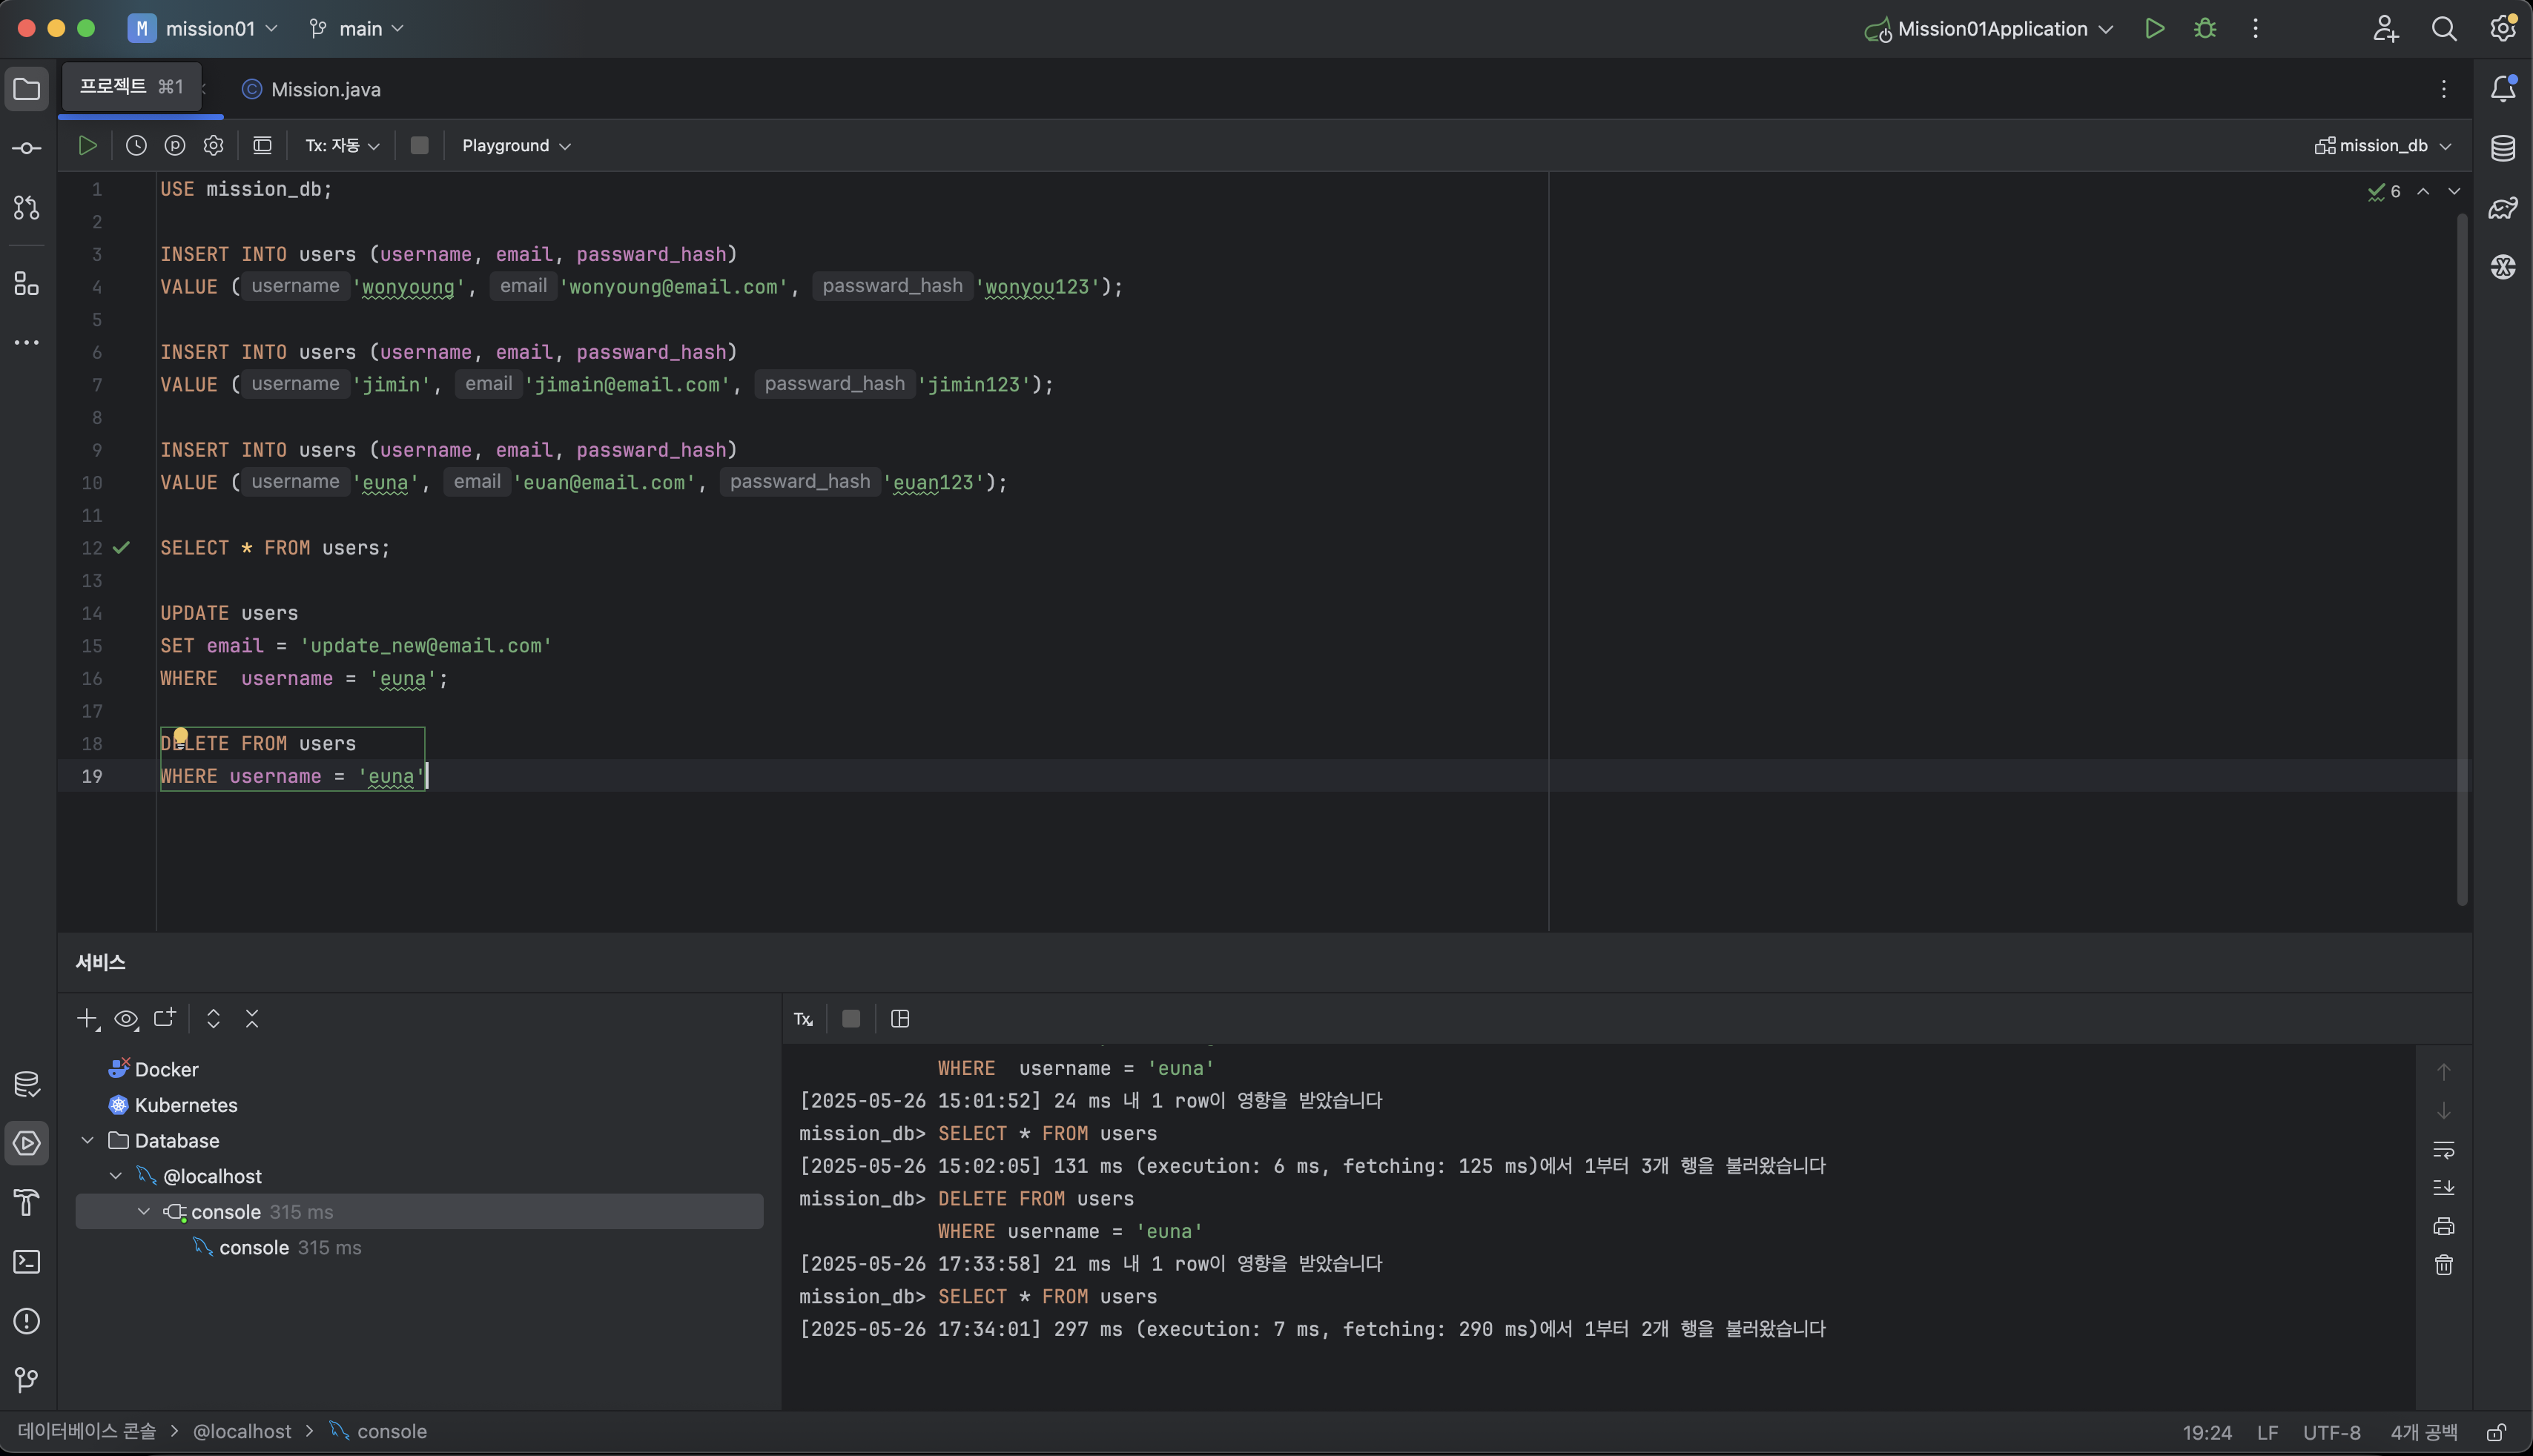 M mission01 main Mission01Application
프로젝트 ⌘1 Mission.java
Tx: 자동 Playground mission_db
1 USE mission_db; 6
2
3 INSERT INTO users (username, email, passward_hash)
4 VALUE ( username 'wonyoung', email 'wonyoung@email.com', passward_hash 'wonyou123');
5
6 INSERT INTO users (username, email, passward_hash)
7 VALUE ( username 'jimin', email 'jimain@email.com', passward_hash 'jimin123');
8
9 INSERT INTO users (username, email, passward_hash)
10 VALUE ( username 'euna', email 'euan@email.com', passward_hash 'euan123');
11
12 SELECT * FROM users;
13
14 UPDATE users
15 SET email = 'update_new@email.com'
16 WHERE  username = 'euna';
17
18 DELETE FROM users
19 WHERE username = 'euna'
서비스
Docker
Kubernetes
Database
@localhost
console 315 ms
console 315 ms
Tx
WHERE  username = 'euna'
[2025-05-26 15:01:52] 24 ms 내 1 row이 영향을 받았습니다
mission_db> SELECT * FROM users
[2025-05-26 15:02:05] 131 ms (execution: 6 ms, fetching: 125 ms)에서 1부터 3개 행을 불러왔습니다
mission_db> DELETE FROM users
WHERE username = 'euna'
[2025-05-26 17:33:58] 21 ms 내 1 row이 영향을 받았습니다
mission_db> SELECT * FROM users
[2025-05-26 17:34:01] 297 ms (execution: 7 ms, fetching: 290 ms)에서 1부터 2개 행을 불러왔습니다
데이터베이스 콘솔 > @localhost > console 19:24 LF UTF-8 4개 공백